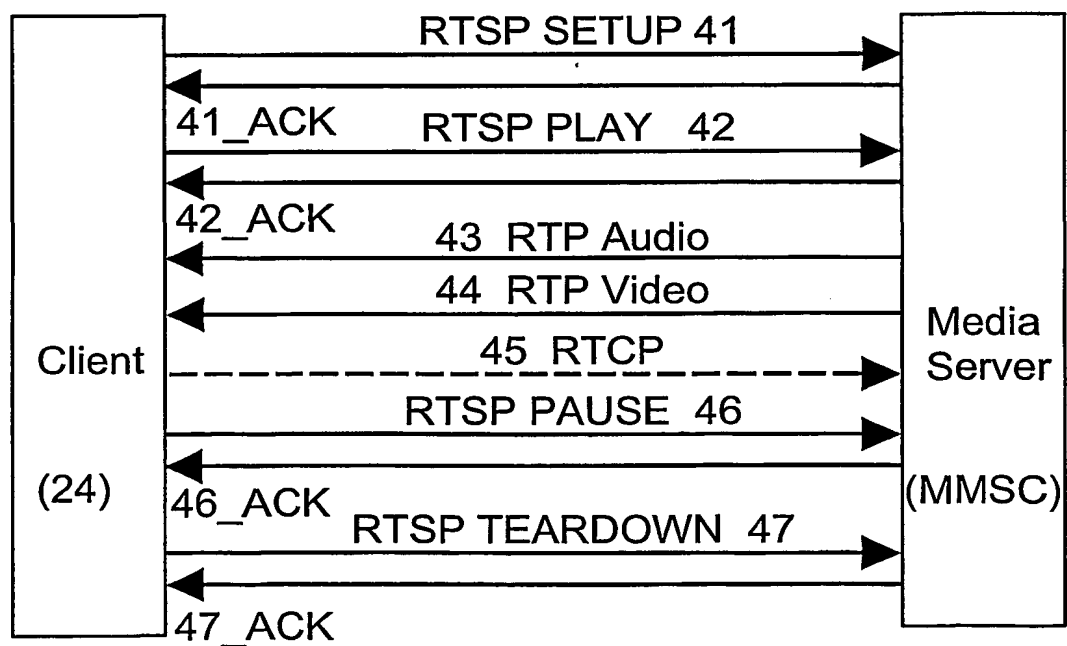 RTSP SETUP 41
41_ACK
RTSP PLAY 42
42_ACK
43 RTP Audio
44 RTP Video
45 RTCP
Client
(24)
Media
Server
(MMSC)
RTSP PAUSE 46
46_ACK
RTSP TEARDOWN 47
47_ACK